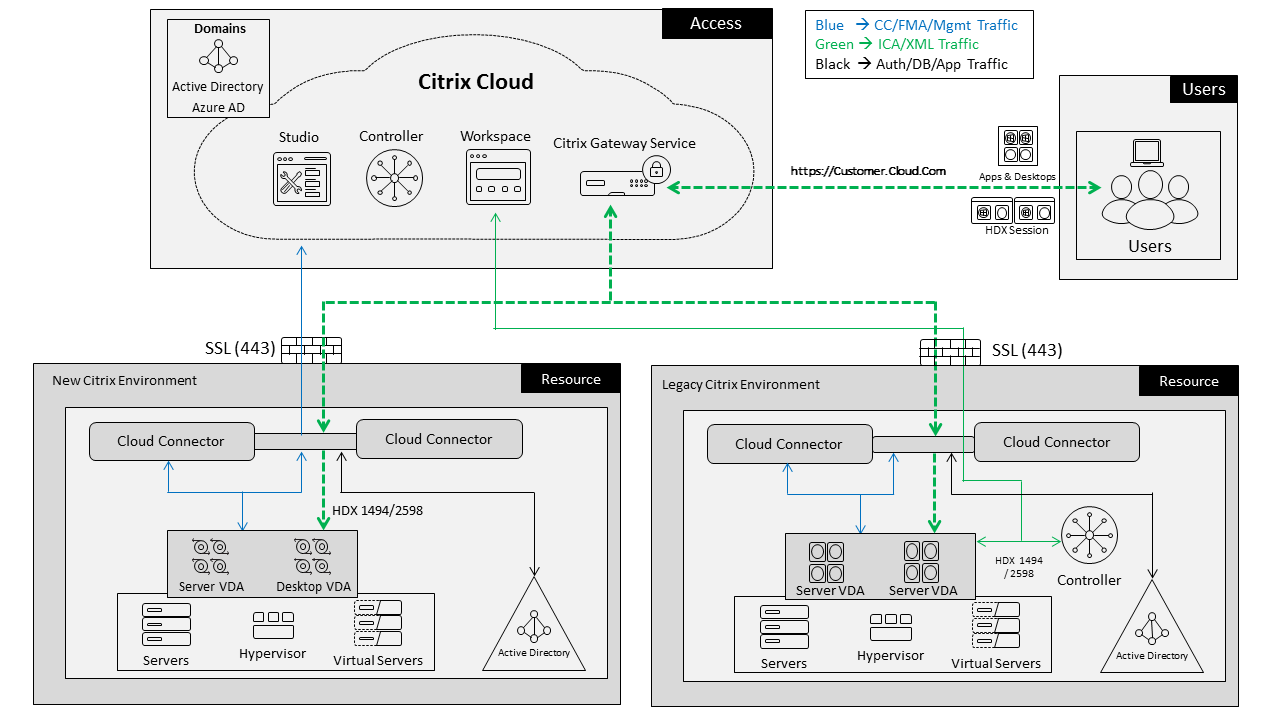 Domains
Active Directory
Azure AD
Access
Citrix Cloud
Studio
Controller
Workspace
Citrix Gateway Service
Blue → CC/FMA/Mgmt Traffic
Green → ICA/XML Traffic
Black → Auth/DB/App Traffic
https://Customer.Cloud.Com
Apps & Desktops
HDX Session
Users
Users
SSL (443)
SSL (443)
New Citrix Environment
Resource
Cloud Connector
Cloud Connector
HDX 1494/2598
Server VDA
Desktop VDA
Servers
Hypervisor
Virtual Servers
Active Directory
Legacy Citrix Environment
Resource
Cloud Connector
Cloud Connector
HDX 1494
/2598
Controller
Server VDA
Server VDA
Servers
Hypervisor
Virtual Servers
Active Directory